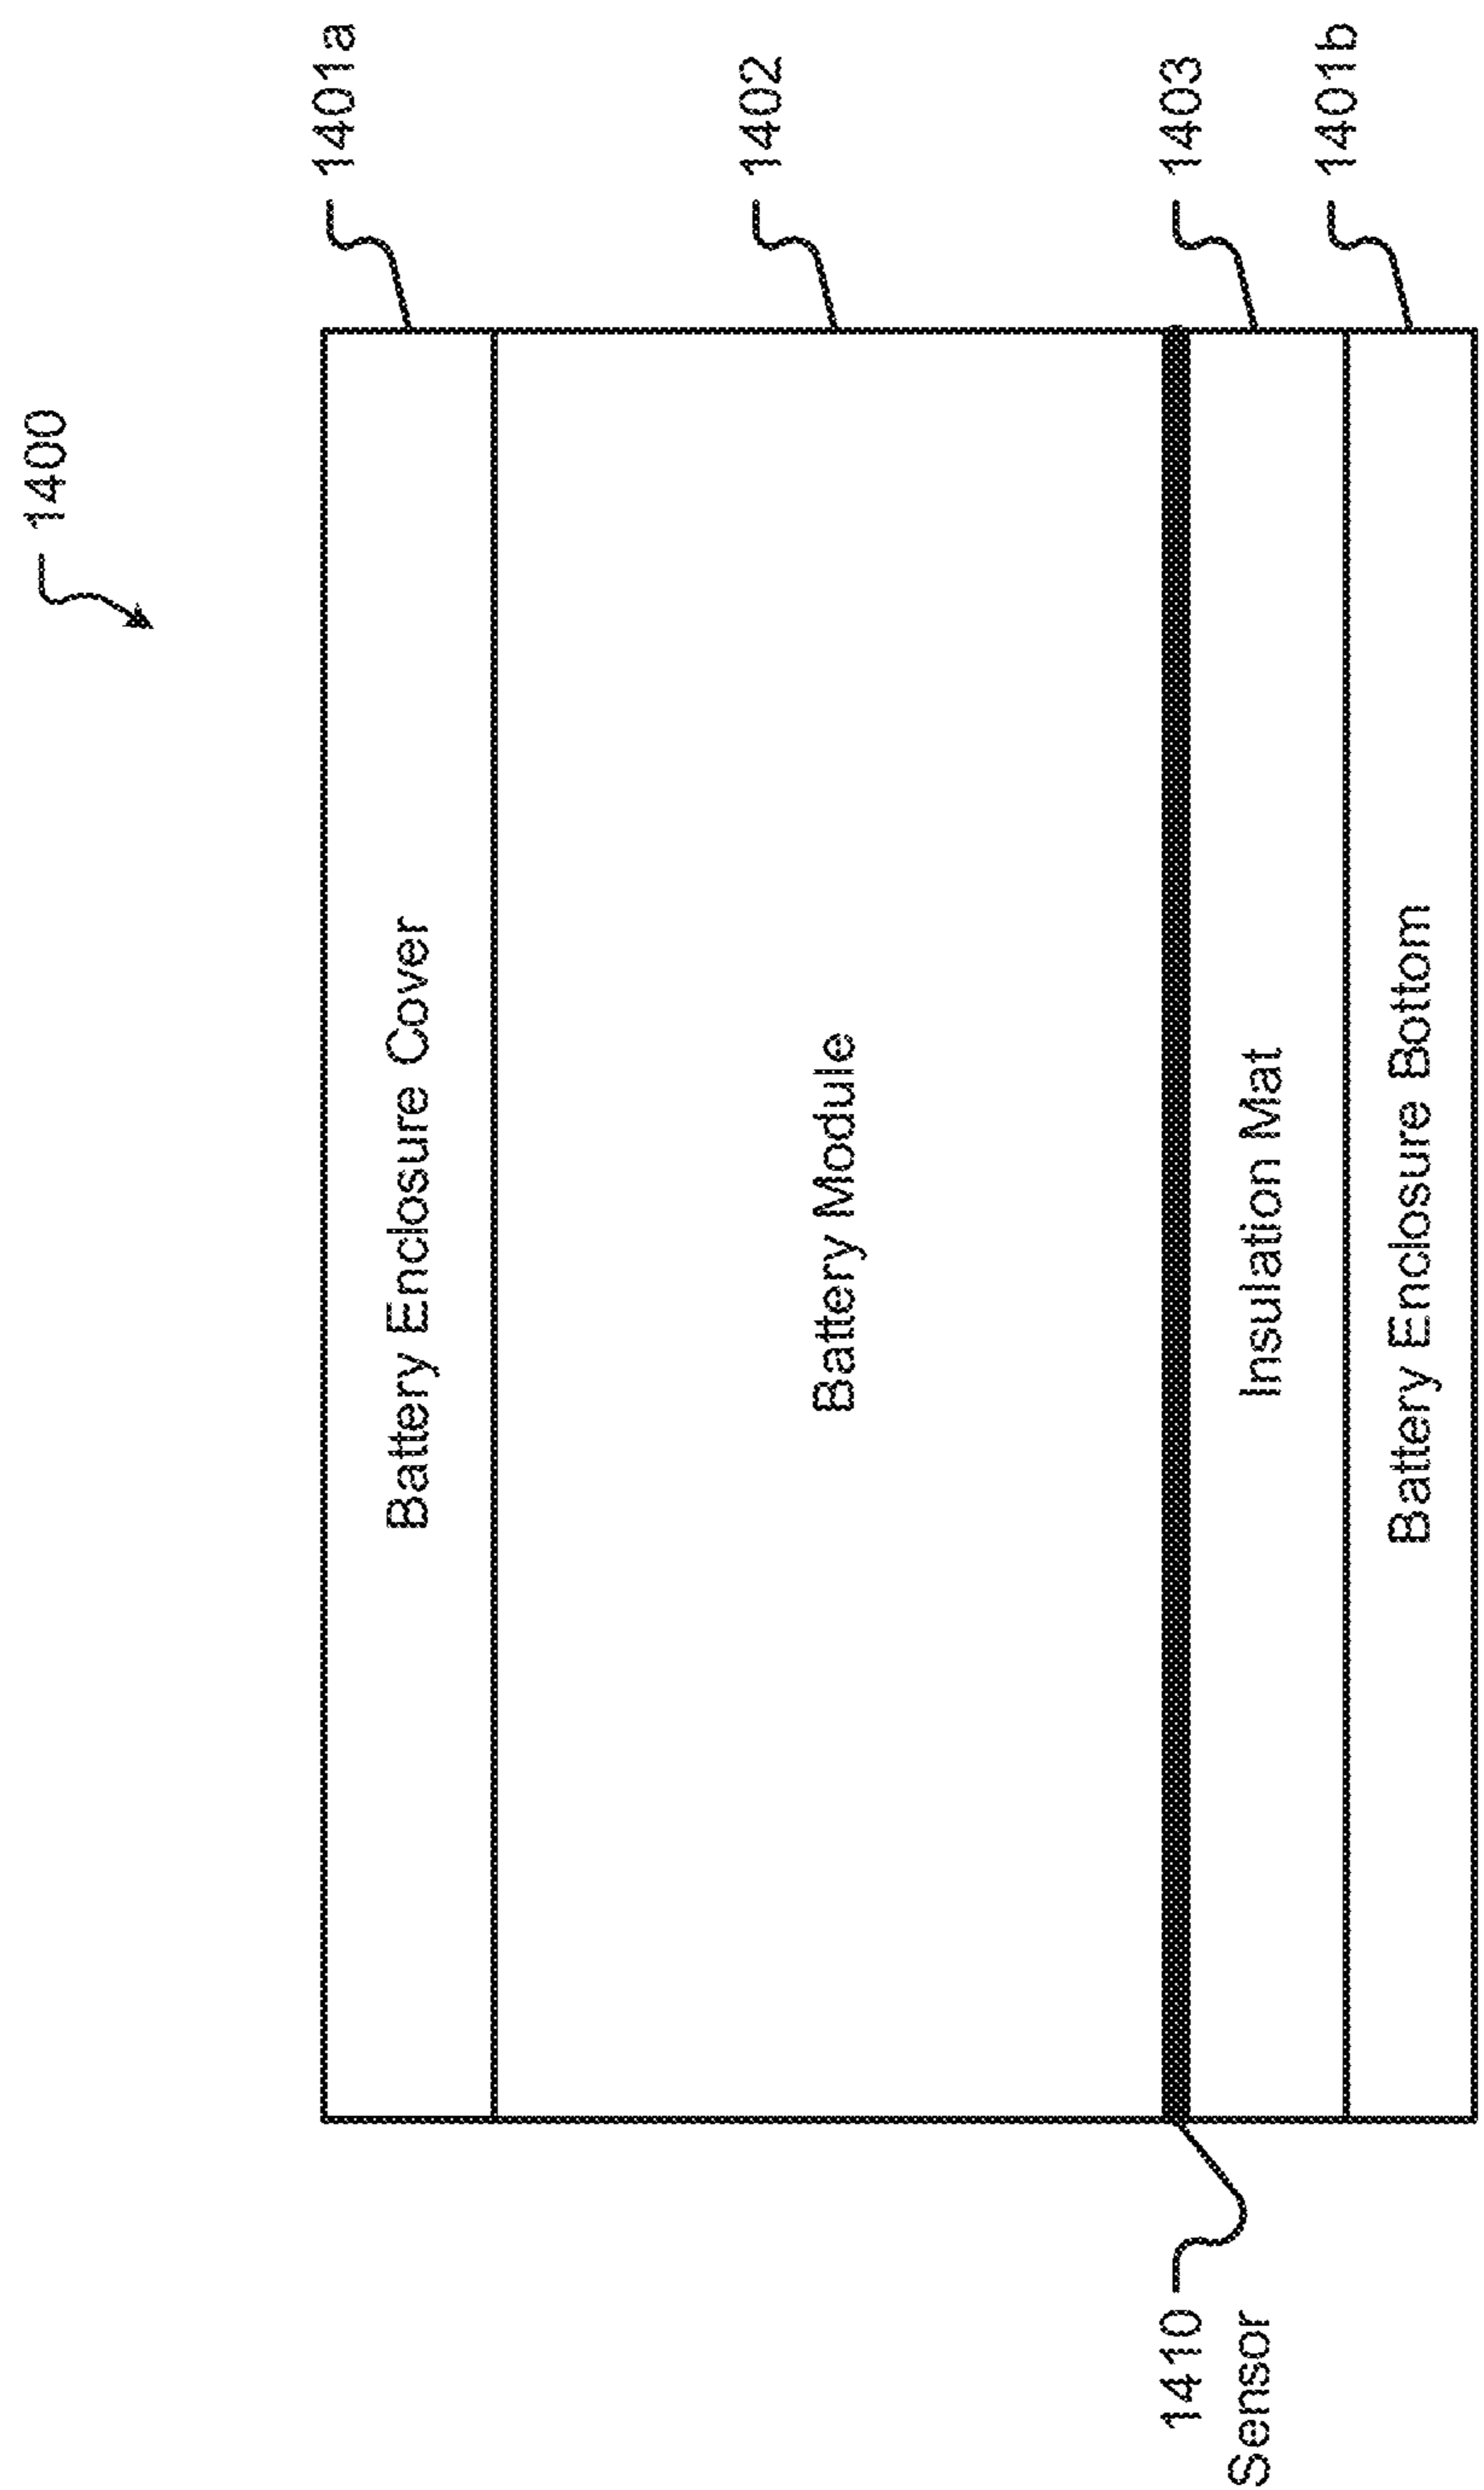 1400
1401a
Battery Enclosure Cover
1402
Battery Module
1403
1410
Sensor
Insulation Mat
1401b
Battery Enclosure Bottom